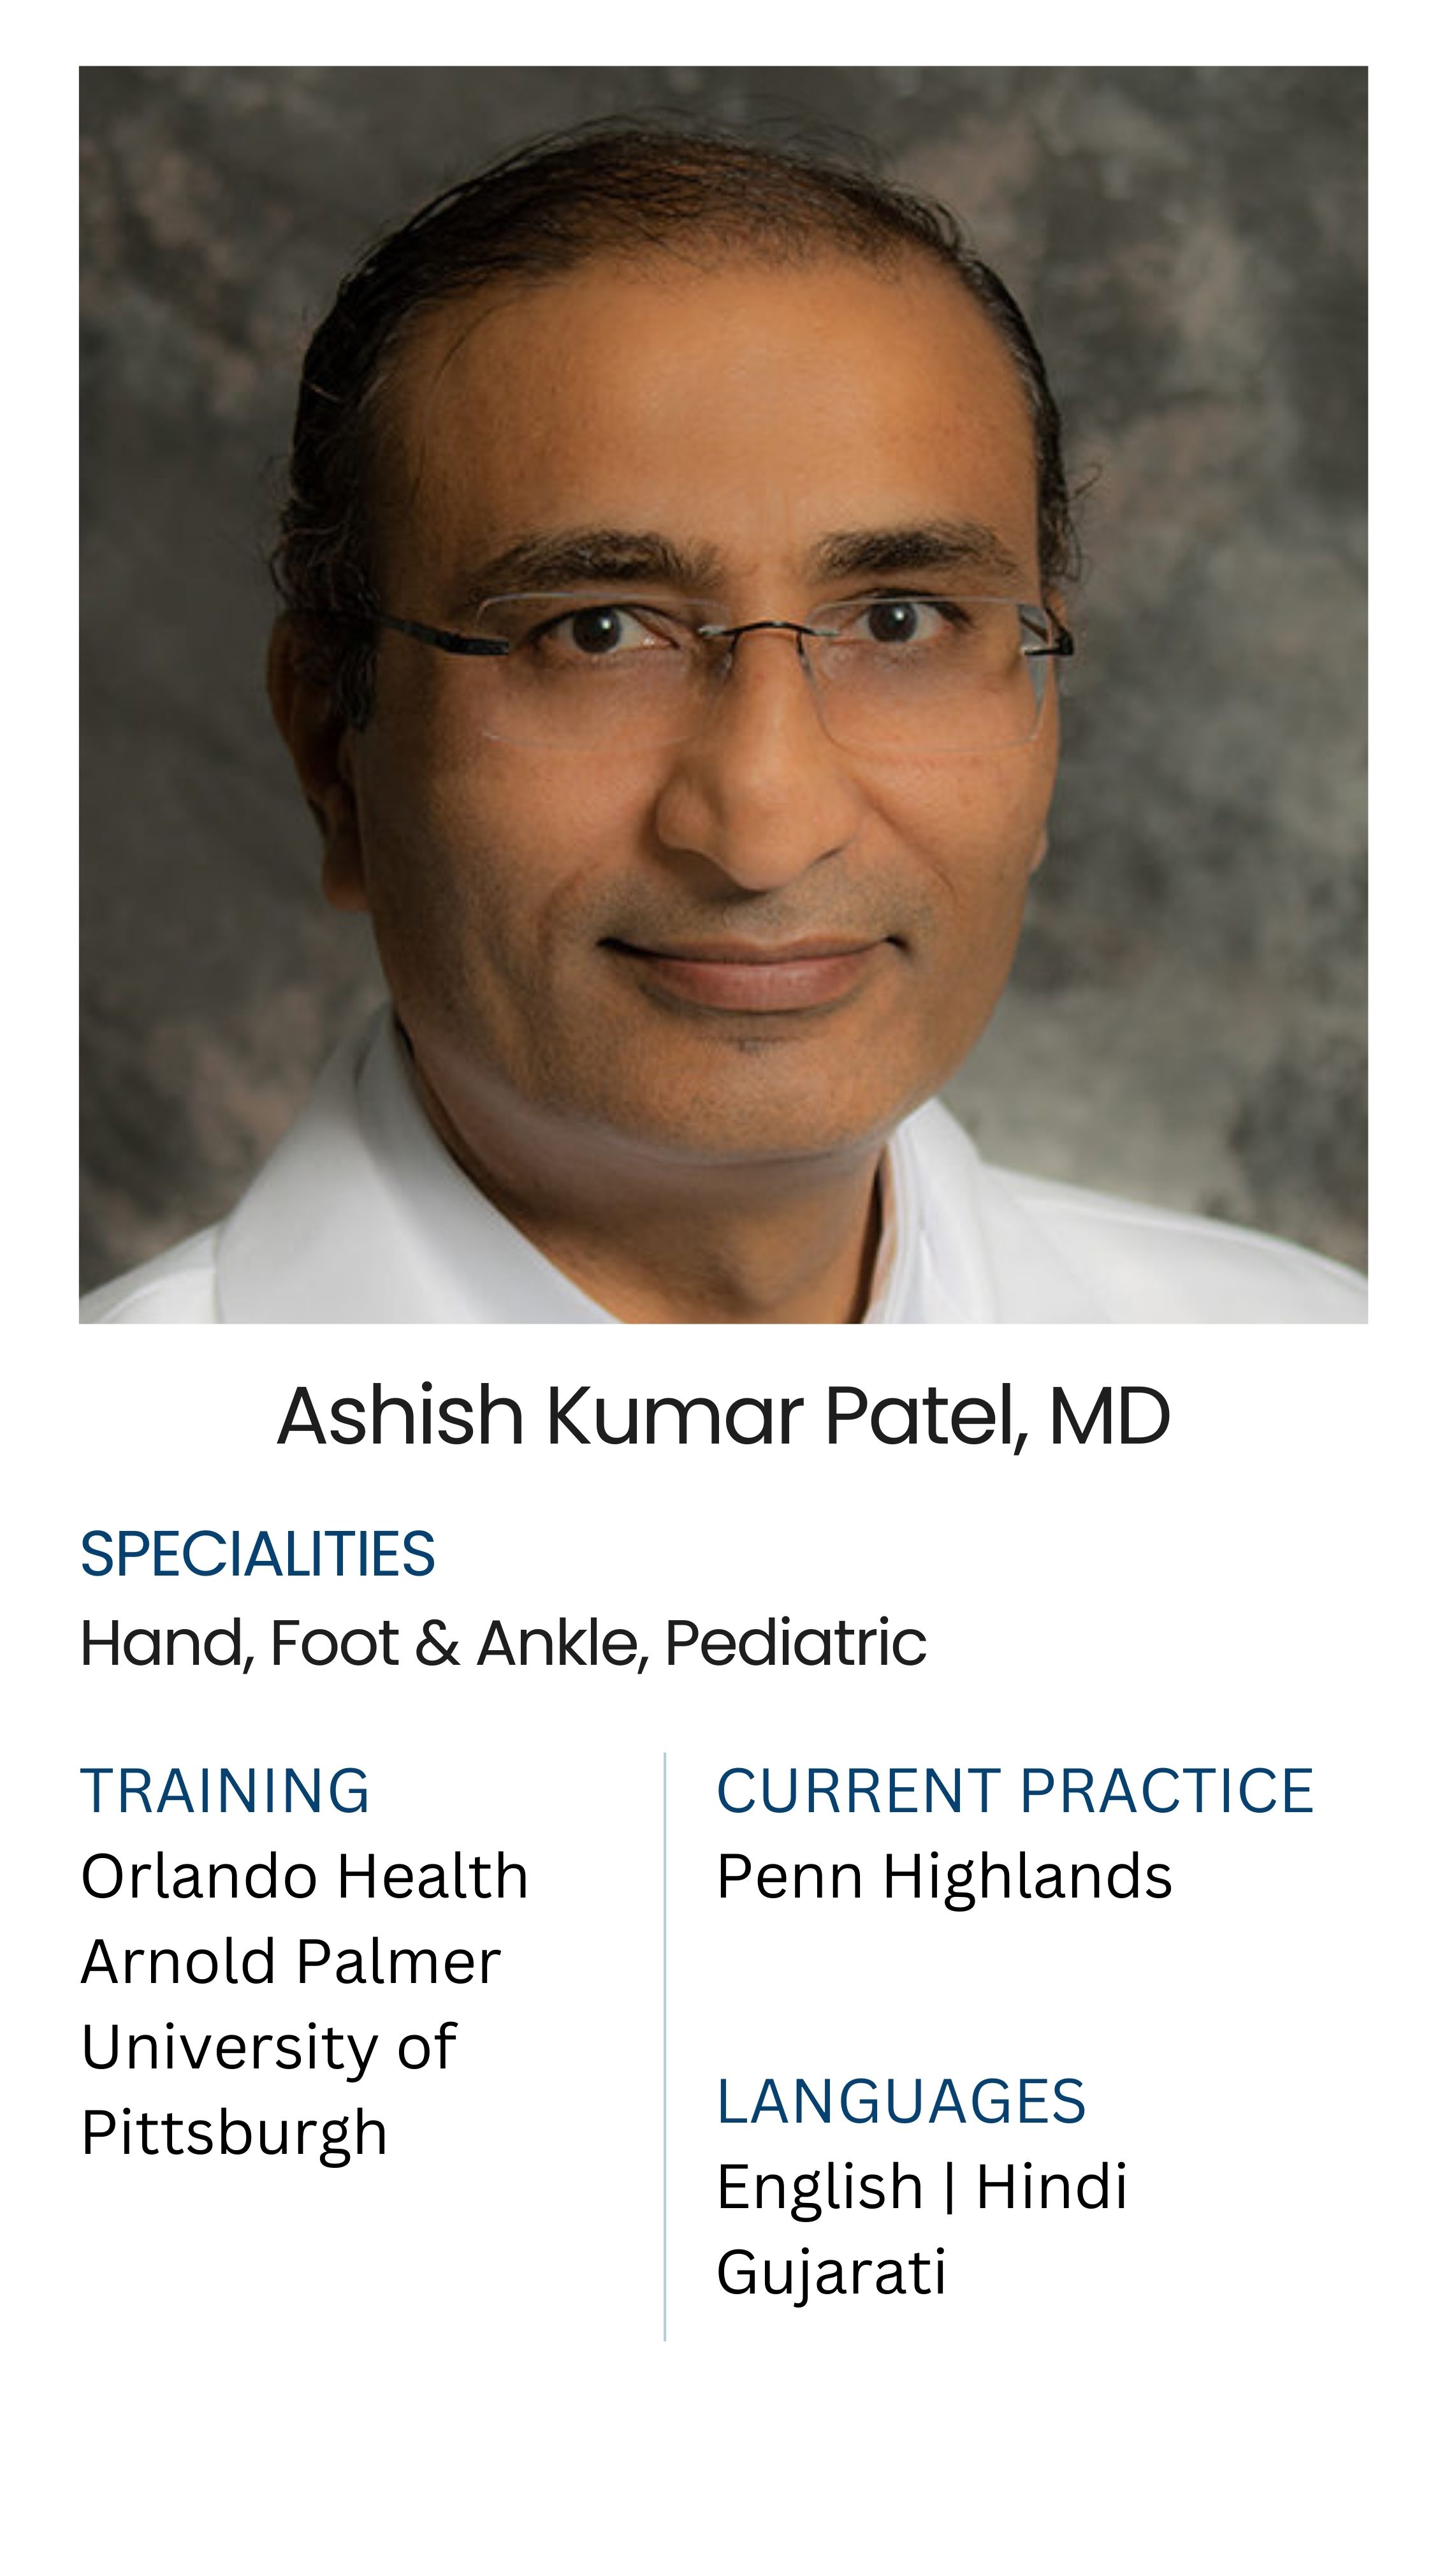 Ashish Kumar Patel, MD
SPECIALITIES
Hand, Foot & Ankle, Pediatric
TRAINING
Orlando Health
Arnold Palmer
University of
Pittsburgh
CURRENT PRACTICE
Penn Highlands
LANGUAGES
English | Hindi
Gujarati